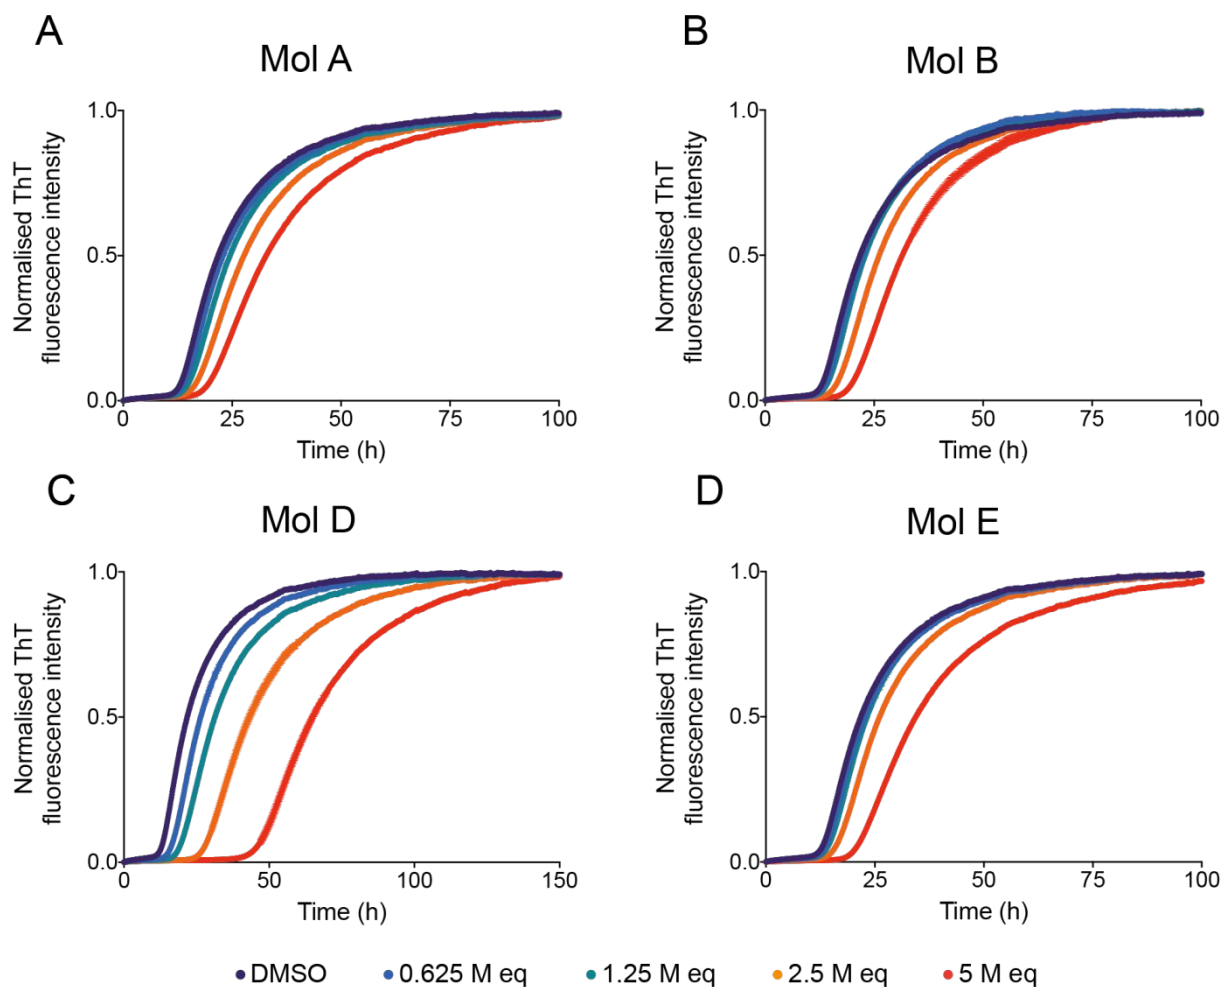 A
Mol A
Normalised ThT
fluorescence intensity
1.0
0.5
0.0
0
25
50
75
100
Time (h)
B
Mol B
Normalised ThT
fluorescence intensity
1.0
0.5
0.0
0
25
50
75
100
Time (h)
C
Mol D
Normalised ThT
fluorescence intensity
1.0
0.5
0.0
0
50
100
150
Time (h)
D
Mol E
Normalised ThT
fluorescence intensity
1.0
0.5
0.0
0
25
50
75
100
Time (h)
DMSO
0.625 M eq
1.25 M eq
2.5 M eq
5 M eq